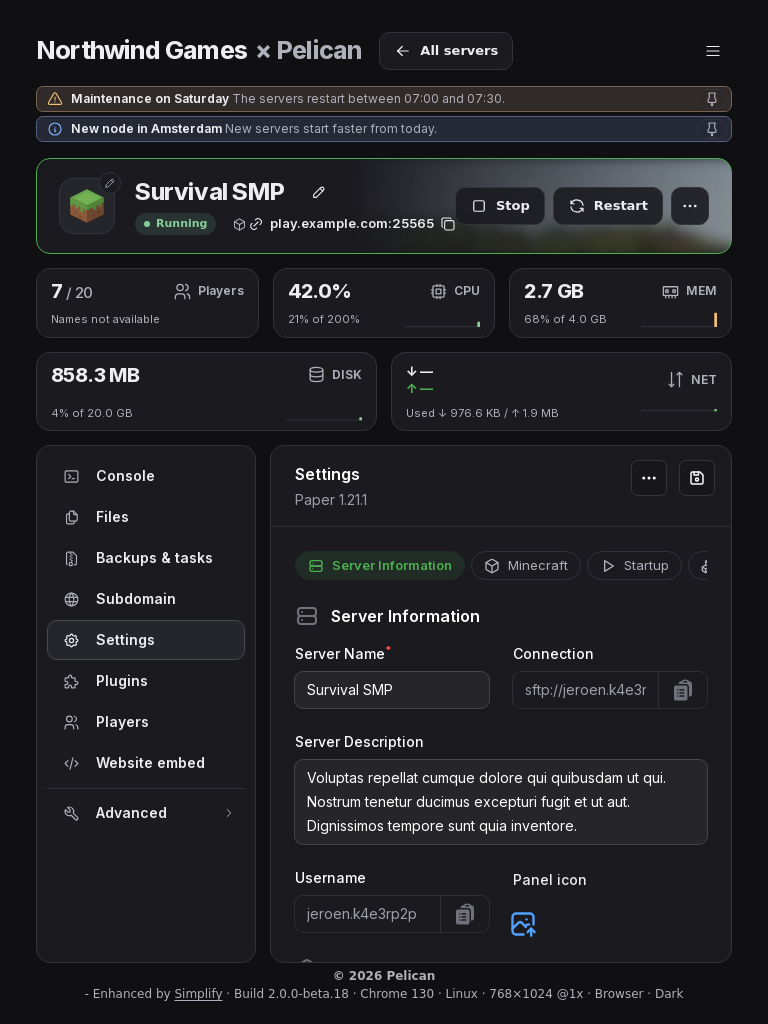 Northwind Games × Pelican
All servers
Maintenance on Saturday The servers restart between 07:00 and 07:30.
New node in Amsterdam New servers start faster from today.
Survival SMP
Running
play.example.com:25565
Stop
Restart
7 / 20
Players
Names not available
42.0%
CPU
21% of 200%
2.7 GB
MEM
68% of 4.0 GB
858.3 MB
DISK
4% of 20.0 GB
↓ —
↑ —
NET
Used ↓ 976.6 KB / ↑ 1.9 MB
Console
Files
Backups & tasks
Subdomain
Settings
Plugins
Players
Website embed
Advanced
Settings
Paper 1.21.1
Server Information
Minecraft
Startup
Server Information
Server Name*
Survival SMP
Connection
sftp://jeroen.k4e3r
Server Description
Voluptas repellat cumque dolore qui quibusdam ut qui.
Nostrum tenetur ducimus excepturi fugit et ut aut.
Dignissimos tempore sunt quia inventore.
Username
jeroen.k4e3rp2p
Panel icon
© 2026 Pelican
- Enhanced by Simplify · Build 2.0.0-beta.18 · Chrome 130 · Linux · 768×1024 @1x · Browser · Dark